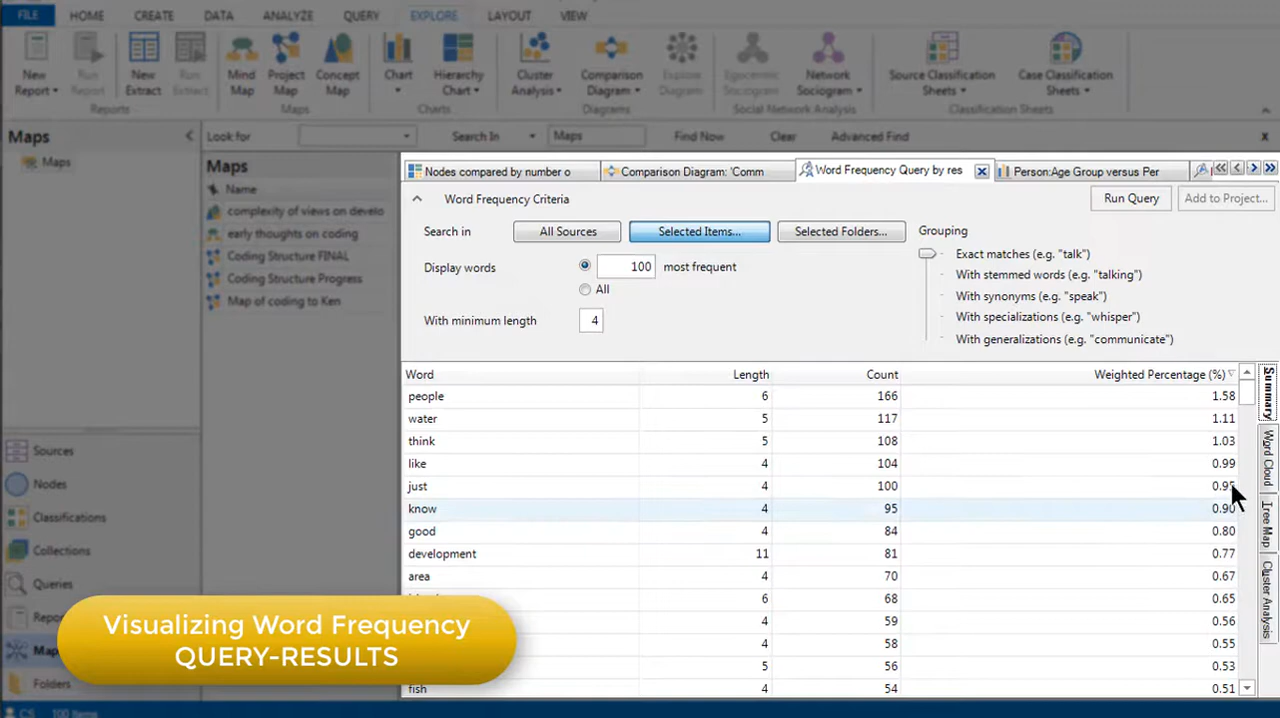 FILE HOME CREATE DATA ANALYZE QUERY EXPLORE LAYOUT VIEW
New Report Run Report New Extract Run Extract Mind Map Project Map Concept Map Chart Hierarchy Chart Cluster Analysis Comparison Diagram Explore Diagram Egocentric Sociogram Network Sociogram Source Classification Sheets Case Classification Sheets
Reports Maps Charts Diagrams Social Network Analysis Classification Sheets
Maps Look for Search In Maps Find Now Clear Advanced Find x
Maps
Maps
Name
complexity of views on develo
early thoughts on coding
Coding Structure FINAL
Coding Structure Progress
Map of coding to Ken
Sources
Nodes
Classifications
Collections
Queries
Repor
Map
Folders
Nodes compared by number o Comparison Diagram: 'Comm Word Frequency Query by res Person:Age Group versus Per
Word Frequency Criteria Run Query Add to Project...
Search in All Sources Selected Items... Selected Folders... Grouping
Exact matches (e.g. "talk")
Display words 100 most frequent With stemmed words (e.g. "talking")
All With synonyms (e.g. "speak")
With minimum length 4 With specializations (e.g. "whisper")
With generalizations (e.g. "communicate")
Word Length Count Weighted Percentage (%)
people 6 166 1.58
water 5 117 1.11
think 5 108 1.03
like 4 104 0.99
just 4 100 0.95
know 4 95 0.90
good 4 84 0.80
development 11 81 0.77
area 4 70 0.67
6 68 0.65
4 59 0.56
4 58 0.55
5 56 0.53
fish 4 54 0.51
Summary
Word Cloud
Tree Map
Cluster Analysis
Visualizing Word Frequency
QUERY-RESULTS
CS 100 Items